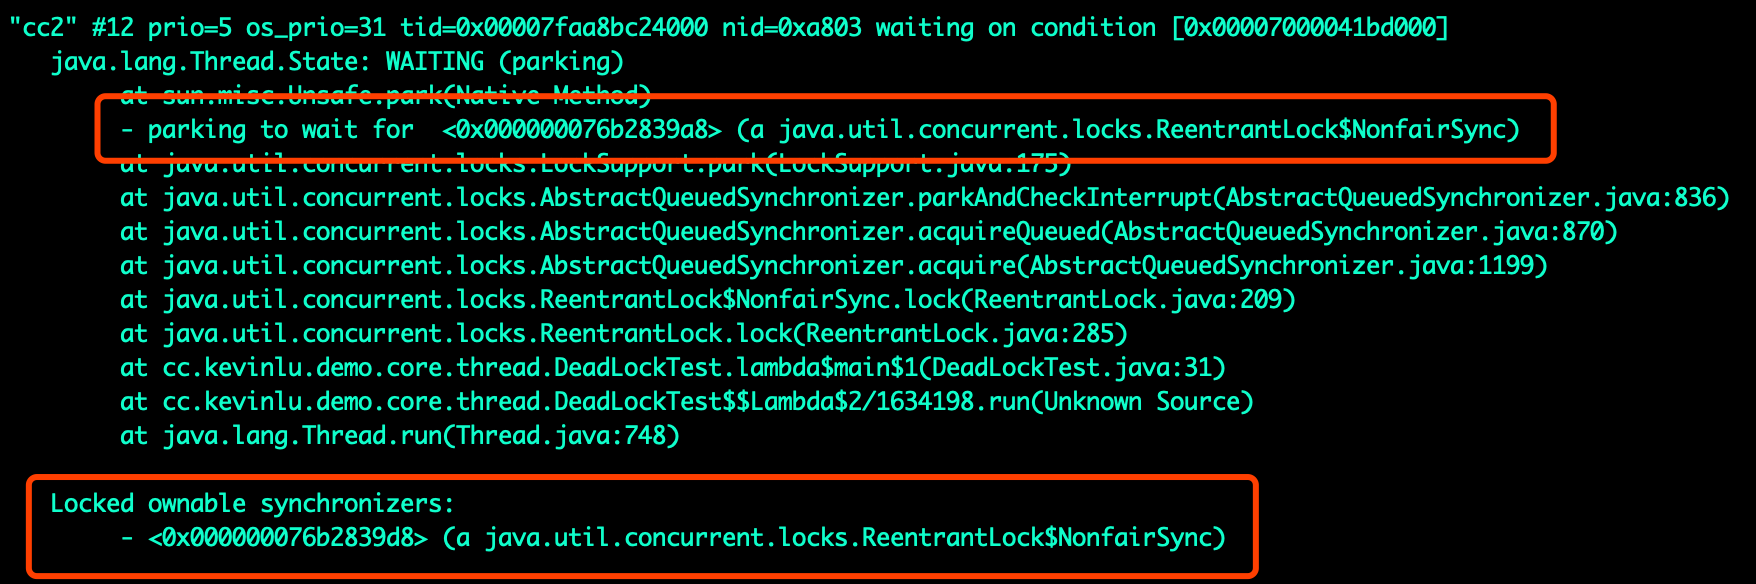 "cc2" #12 prio=5 os_prio=31 tid=0x00007faa8bc24000 nid=0xa803 waiting on condition [0x00007000041bd000]
java.lang.Thread.State: WAITING (parking)
at sun.misc.Unsafe.park(Native Method)
- parking to wait for  <0x000000076b2839a8> (a java.util.concurrent.locks.ReentrantLock$NonfairSync)
at java.util.concurrent.locks.LockSupport.park(LockSupport.java:175)
at java.util.concurrent.locks.AbstractQueuedSynchronizer.parkAndCheckInterrupt(AbstractQueuedSynchronizer.java:836)
at java.util.concurrent.locks.AbstractQueuedSynchronizer.acquireQueued(AbstractQueuedSynchronizer.java:870)
at java.util.concurrent.locks.AbstractQueuedSynchronizer.acquire(AbstractQueuedSynchronizer.java:1199)
at java.util.concurrent.locks.ReentrantLock$NonfairSync.lock(ReentrantLock.java:209)
at java.util.concurrent.locks.ReentrantLock.lock(ReentrantLock.java:285)
at cc.kevinlu.demo.core.thread.DeadLockTest.lambda$main$1(DeadLockTest.java:31)
at cc.kevinlu.demo.core.thread.DeadLockTest$$Lambda$2/1634198.run(Unknown Source)
at java.lang.Thread.run(Thread.java:748)
Locked ownable synchronizers:
- <0x000000076b2839d8> (a java.util.concurrent.locks.ReentrantLock$NonfairSync)